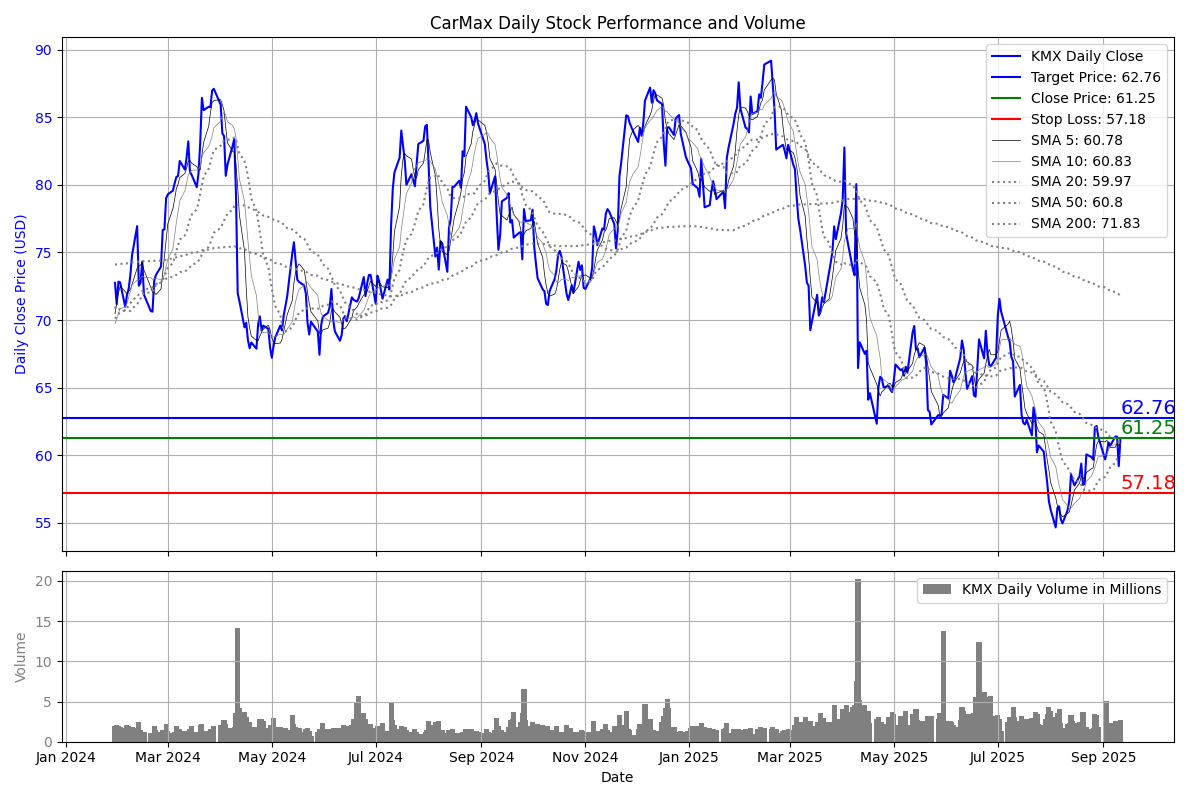 CarMax Daily Stock Performance and Volume
Daily Close Price (USD)
90
85
80
75
70
65
60
55
KMX Daily Close
Target Price: 62.76
Close Price: 61.25
Stop Loss: 57.18
SMA 5: 60.78
SMA 10: 60.83
SMA 20: 59.97
SMA 50: 60.8
SMA 200: 71.83
62.76
61.25
57.18
Volume
20
15
10
5
0
KMX Daily Volume in Millions
Jan 2024
Mar 2024
May 2024
Jul 2024
Sep 2024
Nov 2024
Jan 2025
Mar 2025
May 2025
Jul 2025
Sep 2025
Date